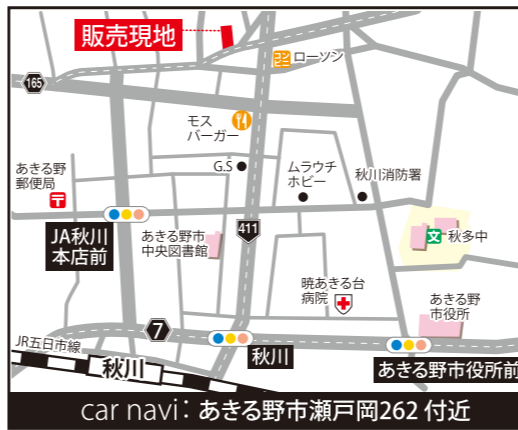 販売現地
コンビニ
ローソン
165
モス
バーガー
あきる野
郵便局
〒
G.S
ムラウチ
ホビー
秋川消防署
JA秋川
本店前
あきる野市
中央図書館
411
文
秋多中
暁あきる台
病院
あきる野
市役所
7
JR五日市線
秋川
秋川
あきる野市役所前
car navi: あきる野市瀬戸岡262 付近